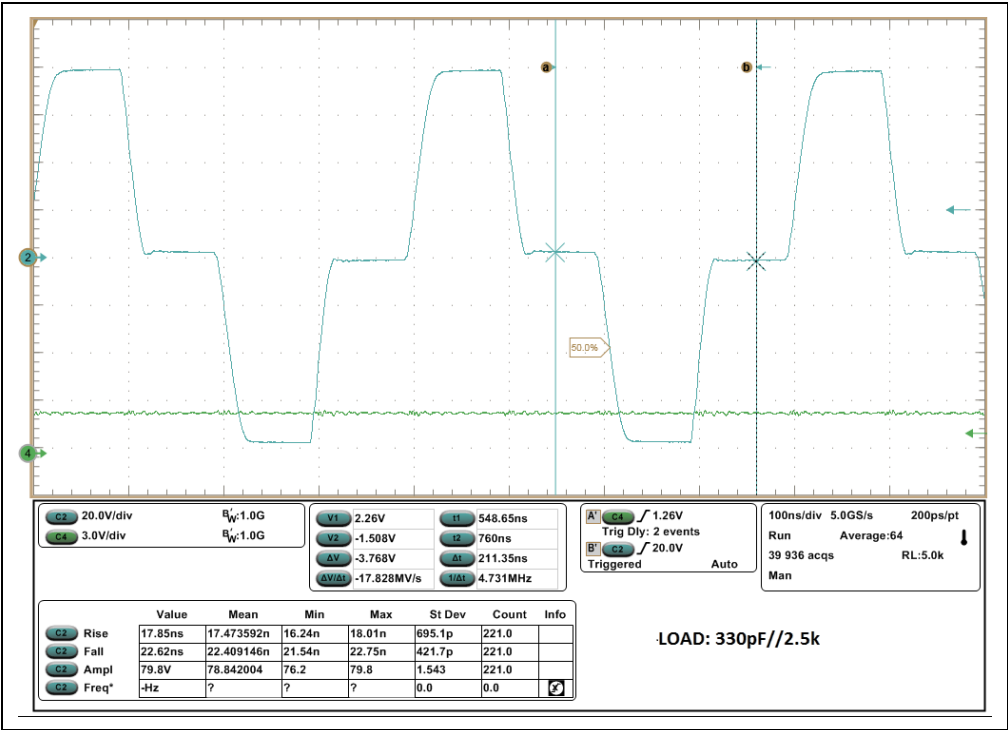 a b
2
50.0%
4
C2 20.0V/div B'W:1.0G
C4 3.0V/div B'W:1.0G
V1 2.26V t1 548.65ns
V2 -1.508V t2 760ns
ΔV -3.768V Δt 211.35ns
ΔV/Δt -17.828MV/s 1/Δt 4.731MHz
A' C4 1.26V
Trig Dly: 2 events
B' C2 20.0V
Triggered Auto
100ns/div 5.0GS/s 200ps/pt
Run Average:64
39 936 acqs RL:5.0k
Man
Value Mean Min Max St Dev Count Info
C2 Rise 17.85ns 17.473592n 16.24n 18.01n 695.1p 221.0
C2 Fall 22.62ns 22.409146n 21.54n 22.75n 421.7p 221.0
C2 Ampl 79.8V 78.842004 76.2 79.8 1.543 221.0
C2 Freq* -Hz ? ? ? 0.0 0.0
LOAD: 330pF//2.5k